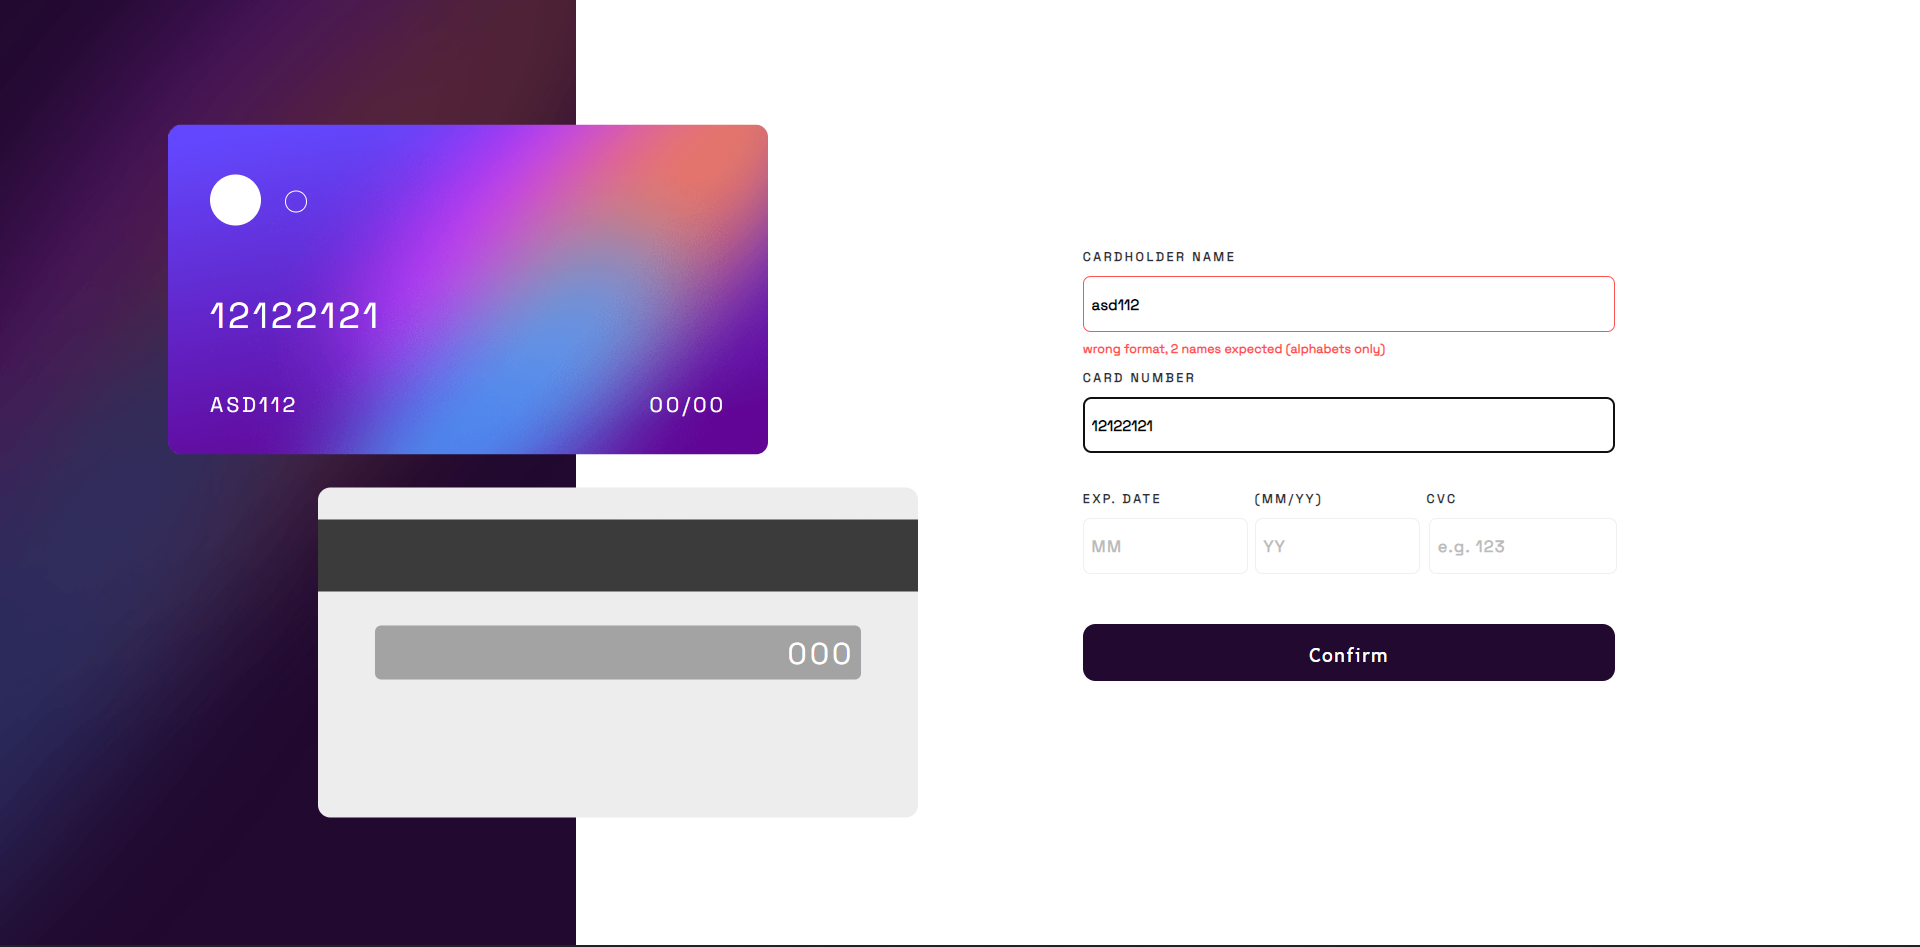 12122121
ASD112 00/00
000
CARDHOLDER NAME
asd112
wrong format, 2 names expected (alphabets only)
CARD NUMBER
12122121
EXP. DATE (MM/YY) CVC
MM YY e.g. 123
Confirm